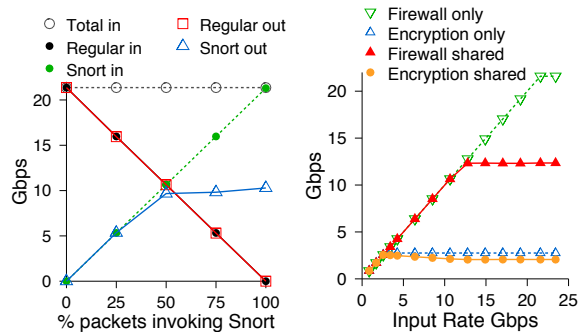 Total in
Regular in
Snort in
Regular out
Snort out
20
15
10
5
0
Gbps
0
25
50
75
100
% packets invoking Snort
Firewall only
Encryption only
Firewall shared
Encryption shared
20
15
10
5
0
Gbps
0
5
10
15
20
25
Input Rate Gbps